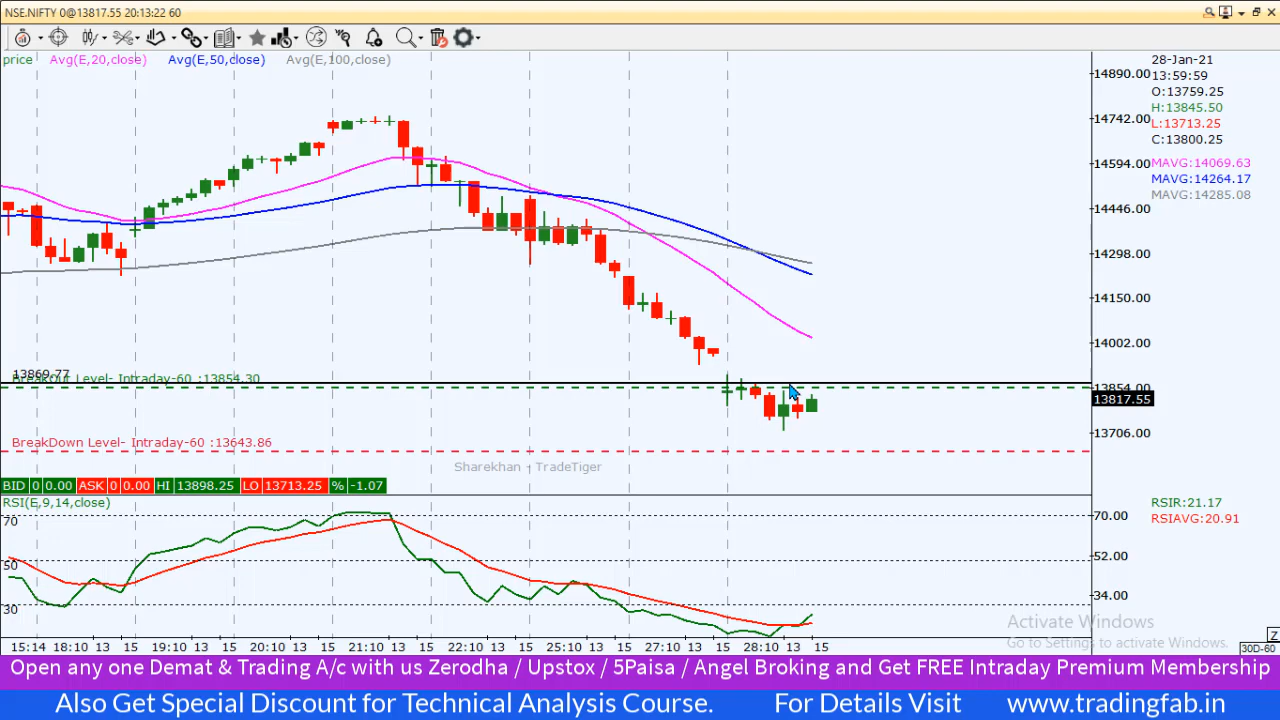 NSE.NIFTY 0@13817.55 20:13:22 60
price Avg(E,20,close) Avg(E,50,close) Avg(E,100,close)
28-Jan-21
13:59:59
O:13759.25
H:13845.50
L:13713.25
C:13800.25
MAVG:14069.63
MAVG:14264.17
MAVG:14285.08
14890.00
14742.00
14594.00
14446.00
14298.00
14150.00
14002.00
13854.00
13817.55
13706.00
13869.77
BreakOut Level- Intraday-60 :13854.30
BreakDown Level- Intraday-60 :13643.86
Sharekhan - TradeTiger
BID 0 0.00 ASK 0 0.00 HI 13898.25 LO 13713.25 % -1.07
RSI(E,9,14,close)
RSIR:21.17
RSIAVG:20.91
70 70.00
50 52.00
30 34.00
Activate Windows
Go to Settings to activate Windows.
Z
15:14 18:10 13 15 19:10 13 15 20:10 13 15 21:10 13 15 22:10 13 15 25:10 13 15 27:10 13 15 28:10 13 15
30D-60
Open any one Demat & Trading A/c with us Zerodha / Upstox / 5Paisa / Angel Broking and Get FREE Intraday Premium Membership
Also Get Special Discount for Technical Analysis Course. For Details Visit www.tradingfab.in